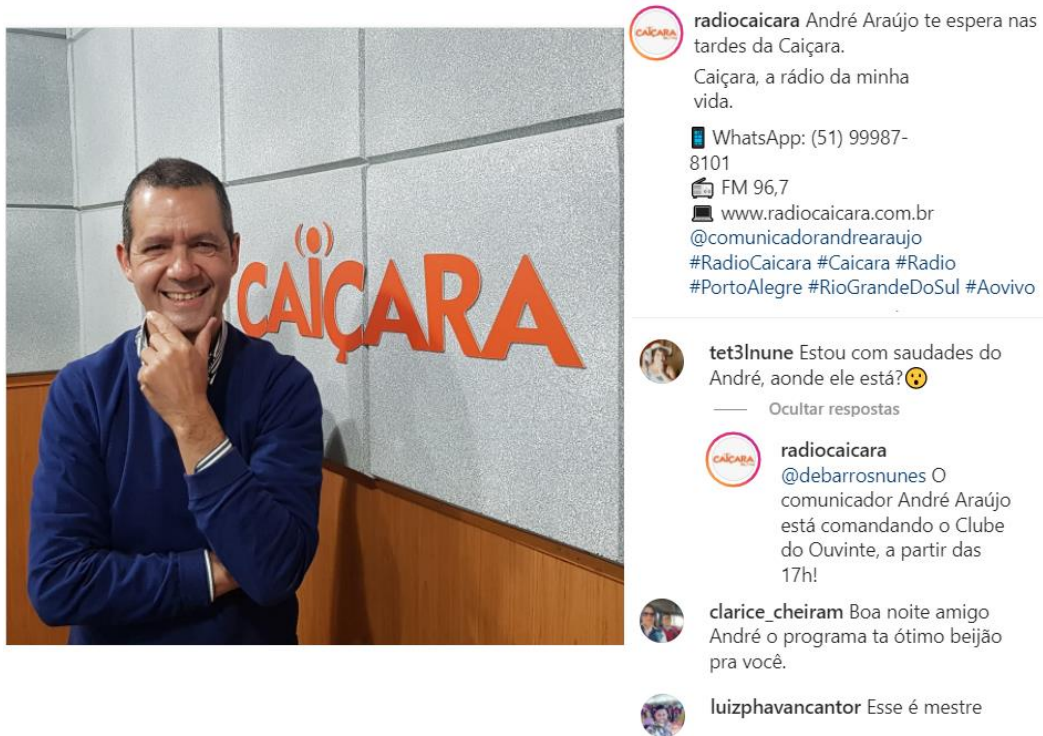 CAIÇARA
CAIÇARA
radiocaicara André Araújo te espera nas
tardes da Caiçara.
Caiçara, a rádio da minha
vida.
WhatsApp: (51) 99987-
8101
FM 96,7
www.radiocaicara.com.br
@comunicadorandrearaujo
#RadioCaicara #Caicara #Radio
#PortoAlegre #RioGrandeDoSul #Aovivo
tet3lnune Estou com saudades do
André, aonde ele está?😮
Ocultar respostas
CAIÇARA
radiocaicara
@debarrosnunes O
comunicador André Araújo
está comandando o Clube
do Ouvinte, a partir das
17h!
clarice_cheiram Boa noite amigo
André o programa ta ótimo beijão
pra você.
luizphavancantor Esse é mestre